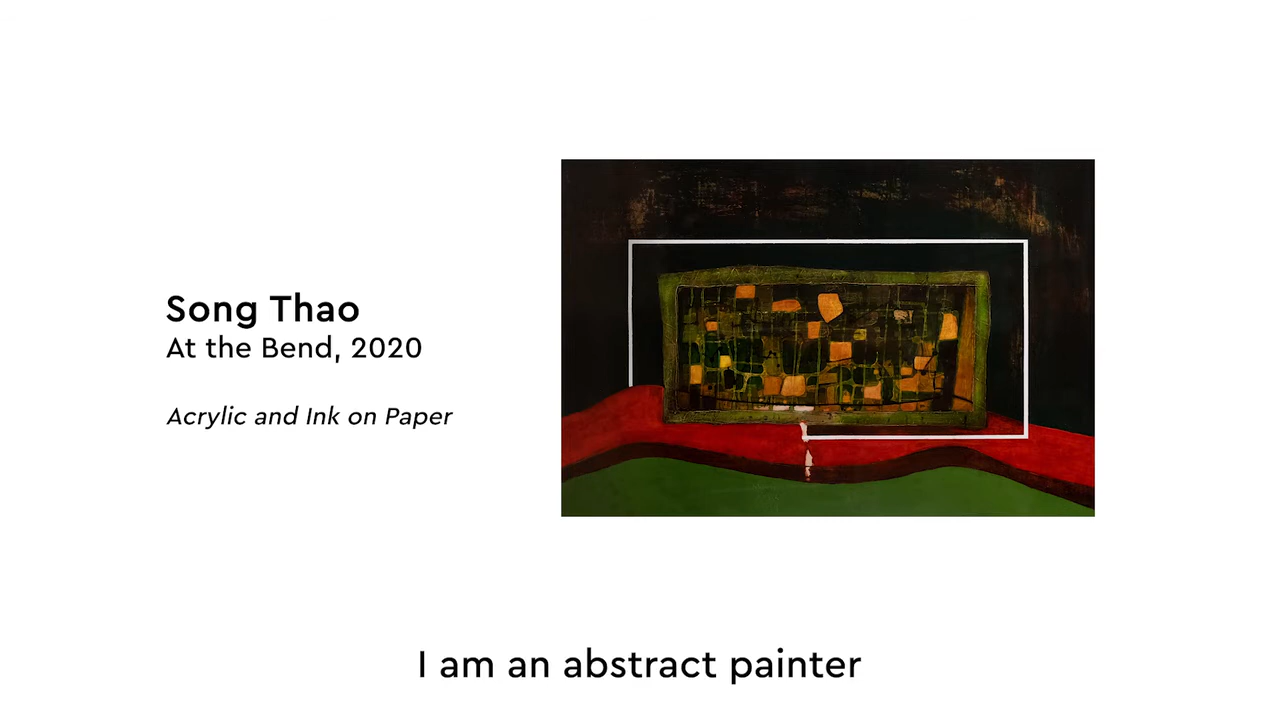 Song Thao
At the Bend, 2020
Acrylic and Ink on Paper
I am an abstract painter